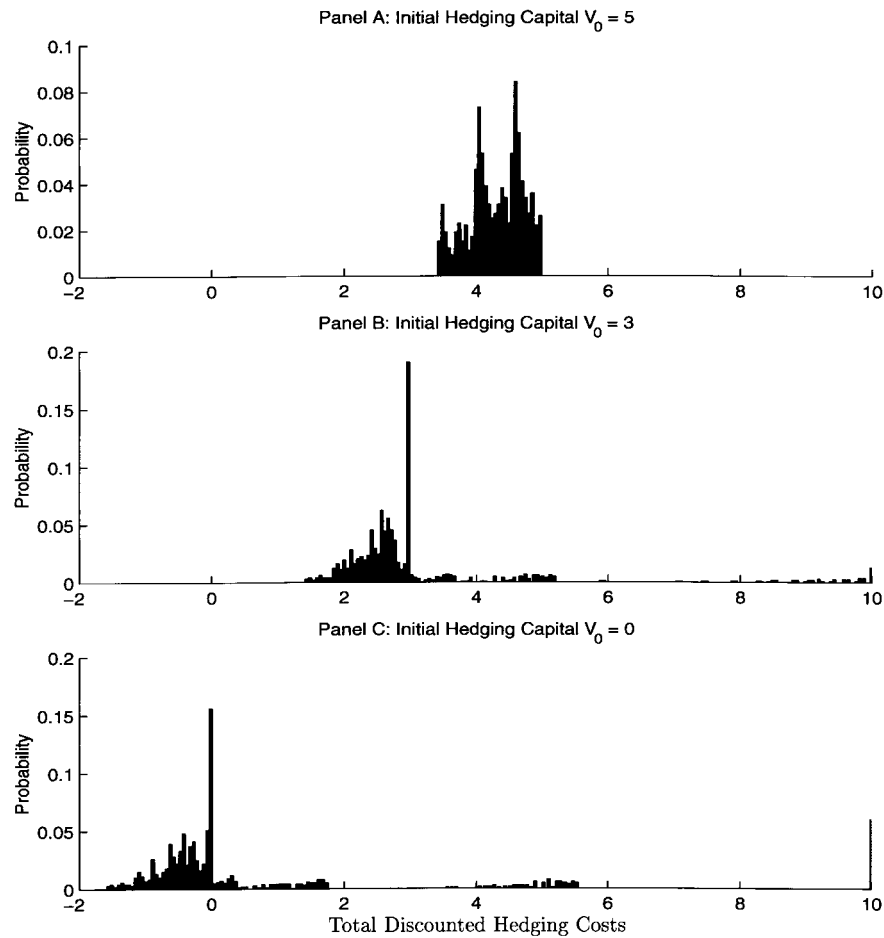 Panel A: Initial Hedging Capital V0 = 5
0.1
0.08
0.06
0.04
0.02
0
Probability
-2 0 2 4 6 8 10
Panel B: Initial Hedging Capital V0 = 3
0.2
0.15
0.1
0.05
0
Probability
-2 0 2 4 6 8 10
Panel C: Initial Hedging Capital V0 = 0
0.2
0.15
0.1
0.05
0
Probability
-2 0 2 4 6 8 10
Total Discounted Hedging Costs